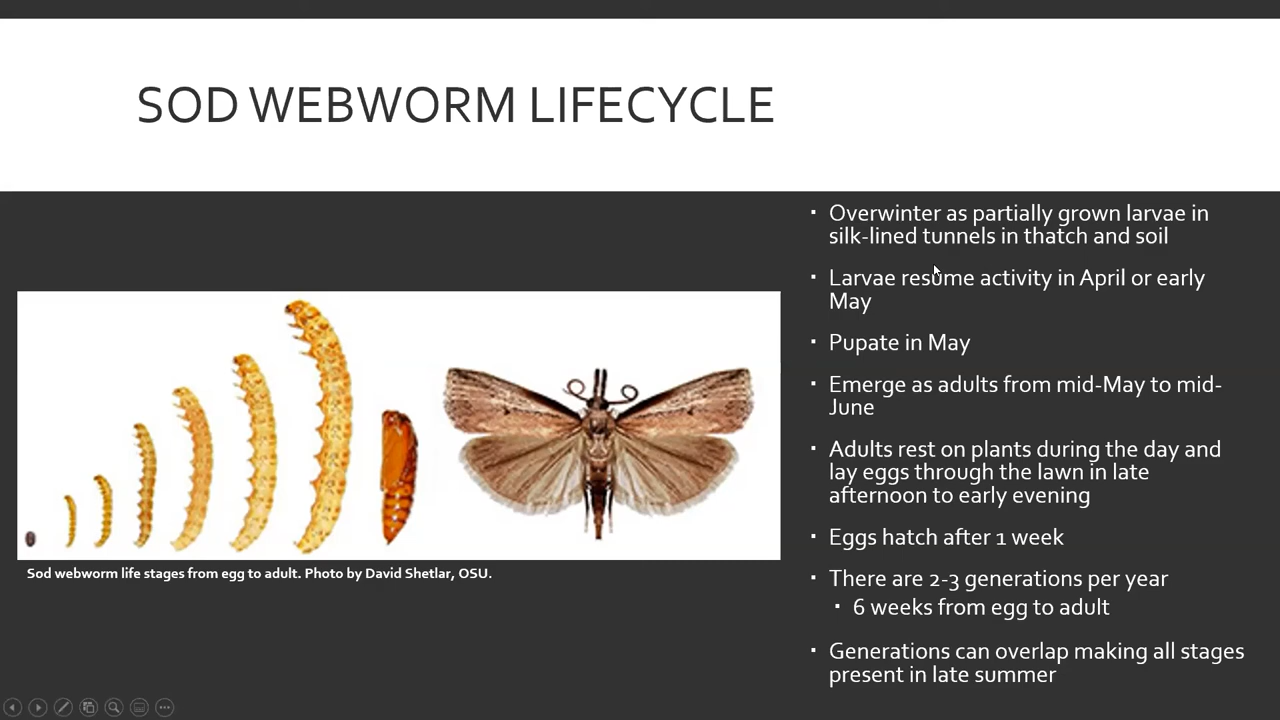 SOD WEBWORM LIFECYCLE
▪ Overwinter as partially grown larvae in
silk-lined tunnels in thatch and soil
▪ Larvae resume activity in April or early
May
▪ Pupate in May
▪ Emerge as adults from mid-May to mid-
June
▪ Adults rest on plants during the day and
lay eggs through the lawn in late
afternoon to early evening
▪ Eggs hatch after 1 week
▪ There are 2-3 generations per year
▪ 6 weeks from egg to adult
▪ Generations can overlap making all stages
present in late summer
Sod webworm life stages from egg to adult. Photo by David Shetlar, OSU.